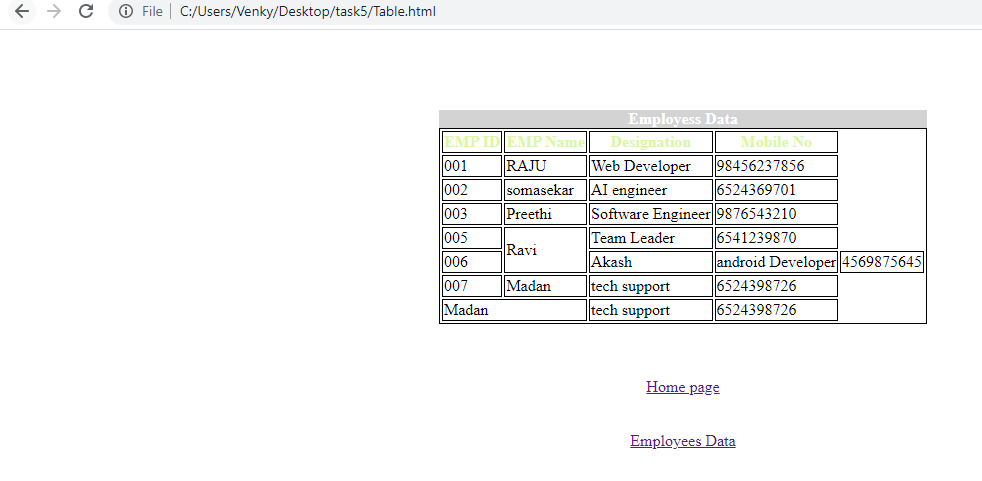 File C:/Users/Venky/Desktop/task5/Table.html
Employess Data
EMP ID EMP Name Designation Mobile No
001 RAJU Web Developer 98456237856
002 somasekar AI engineer 6524369701
003 Preethi Software Engineer 9876543210
005 Ravi Team Leader 6541239870
006 Akash android Developer 4569875645
007 Madan tech support 6524398726
Madan tech support 6524398726
Home page
Employees Data